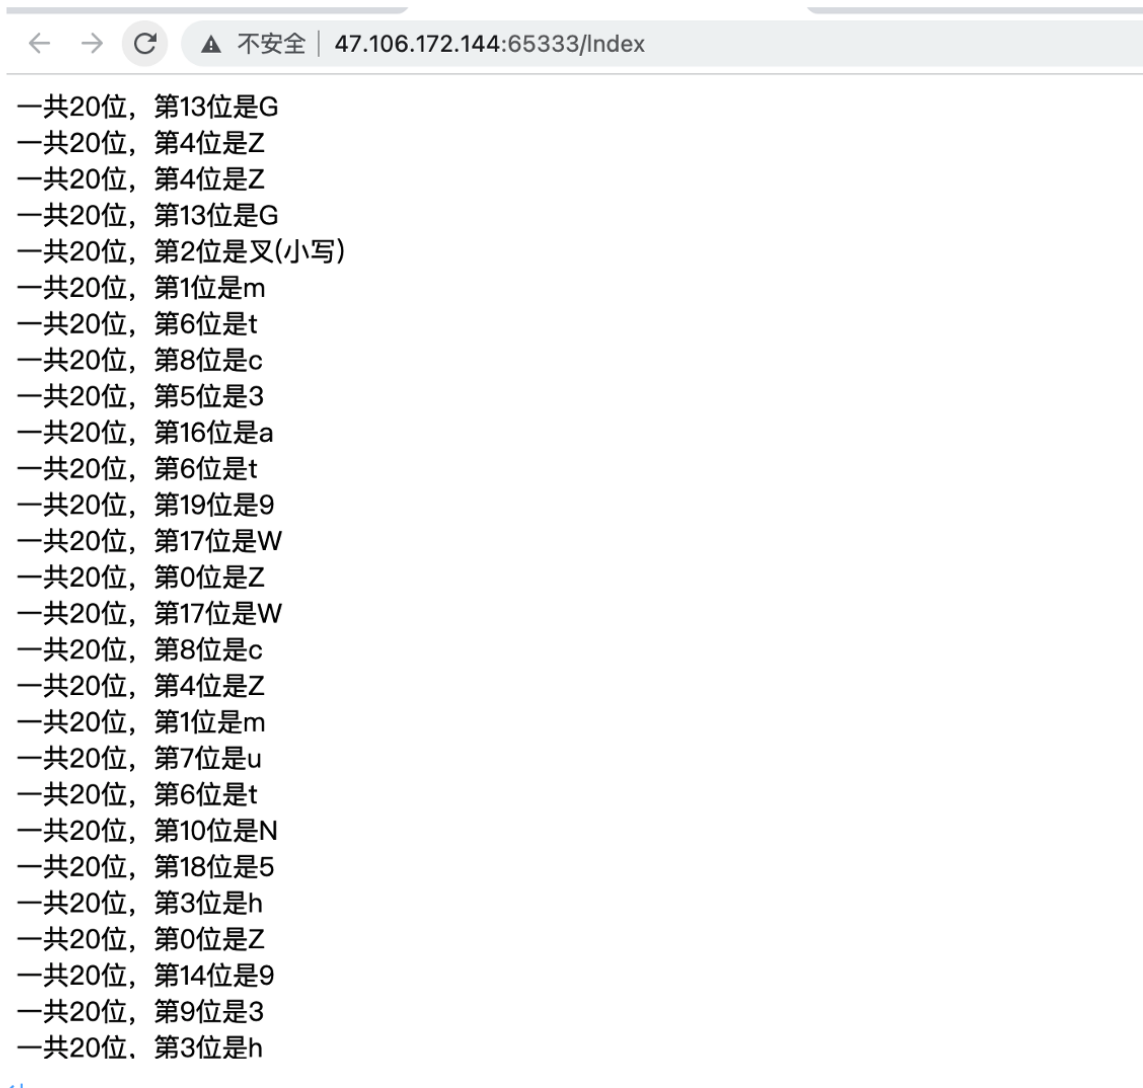 不安全 47.106.172.144:65333/Index
一共20位，第13位是G
一共20位，第4位是Z
一共20位，第4位是Z
一共20位，第13位是G
一共20位，第2位是叉(小写)
一共20位，第1位是m
一共20位，第6位是t
一共20位，第8位是c
一共20位，第5位是3
一共20位，第16位是a
一共20位，第6位是t
一共20位，第19位是9
一共20位，第17位是W
一共20位，第0位是Z
一共20位，第17位是W
一共20位，第8位是c
一共20位，第4位是Z
一共20位，第1位是m
一共20位，第7位是u
一共20位，第6位是t
一共20位，第10位是N
一共20位，第18位是5
一共20位，第3位是h
一共20位，第0位是Z
一共20位，第14位是9
一共20位，第9位是3
一共20位，第3位是h